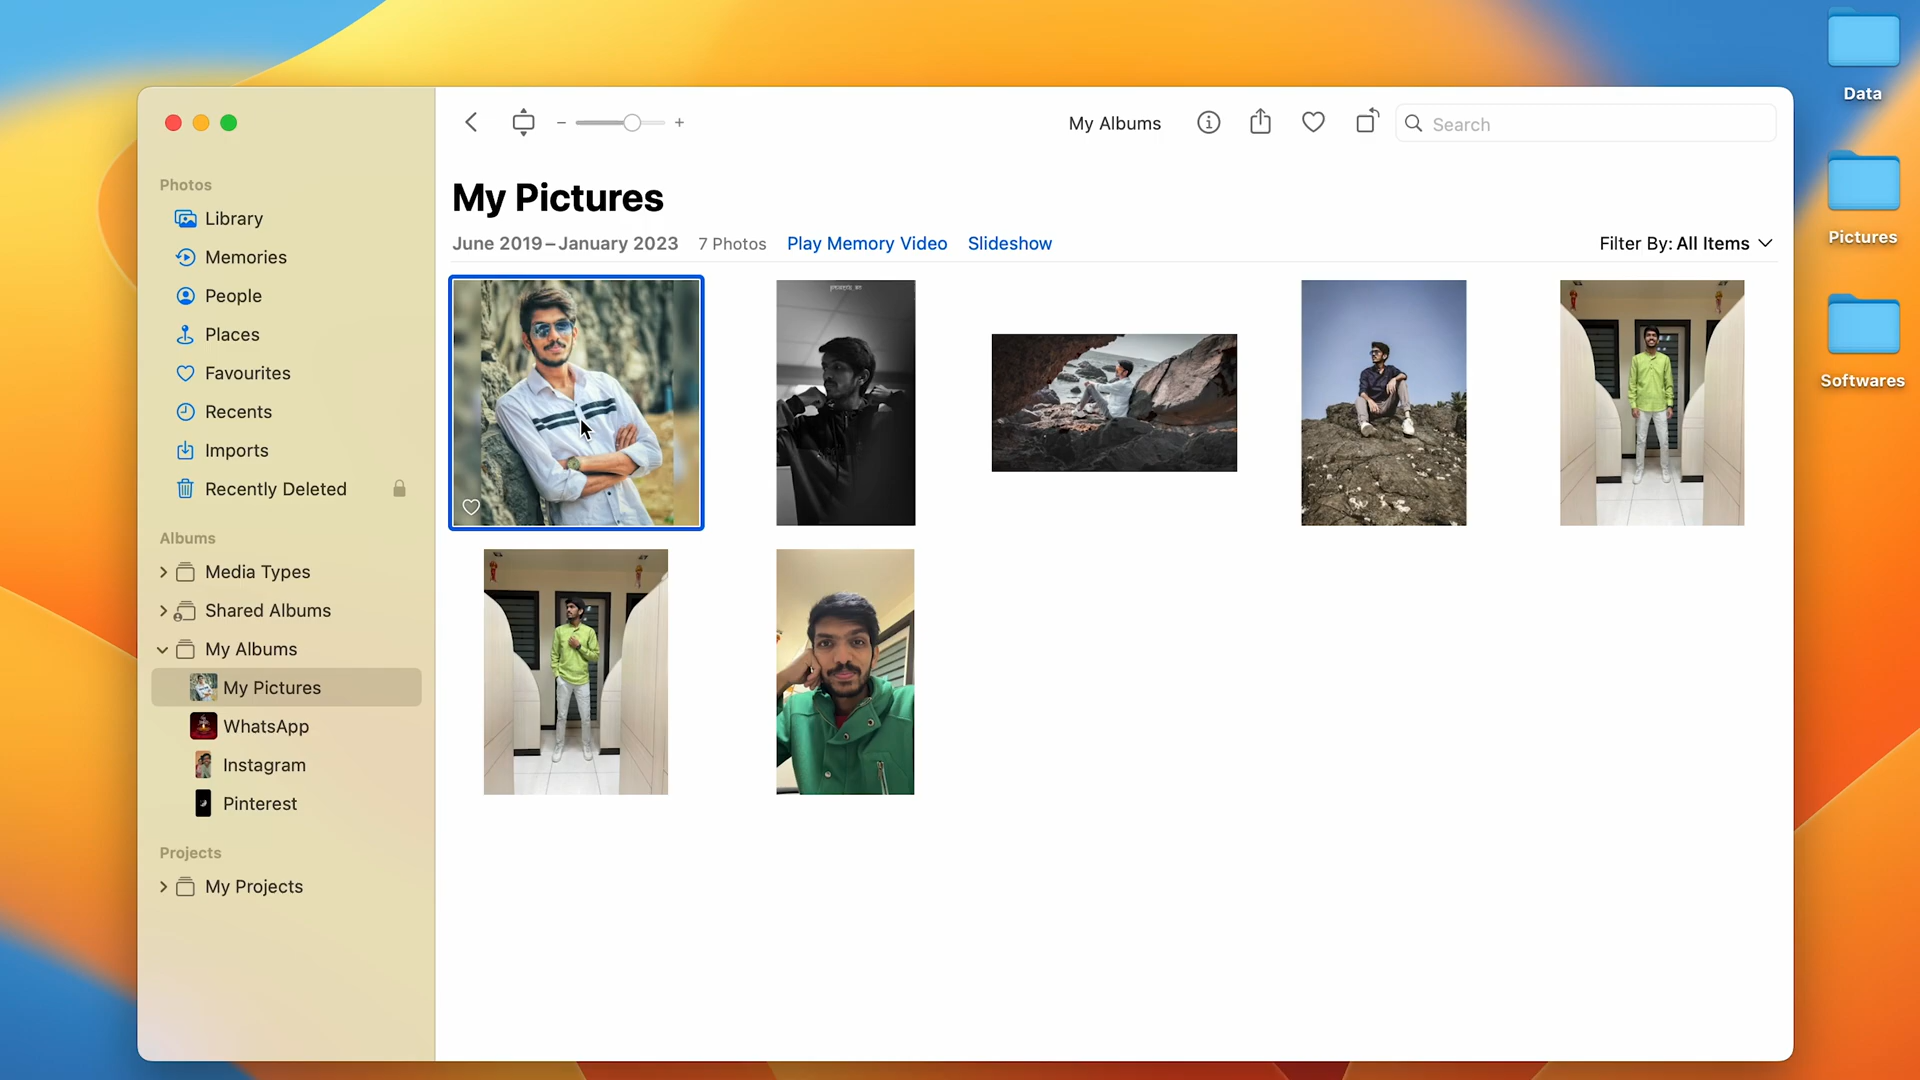 Data
Pictures
Softwares
My Albums
Search
Photos
Library
Memories
People
Places
Favourites
Recents
Imports
Recently Deleted
Albums
Media Types
Shared Albums
My Albums
My Pictures
WhatsApp
Instagram
Pinterest
Projects
My Projects
My Pictures
June 2019–January 2023 7 Photos Play Memory Video Slideshow Filter By: All Items